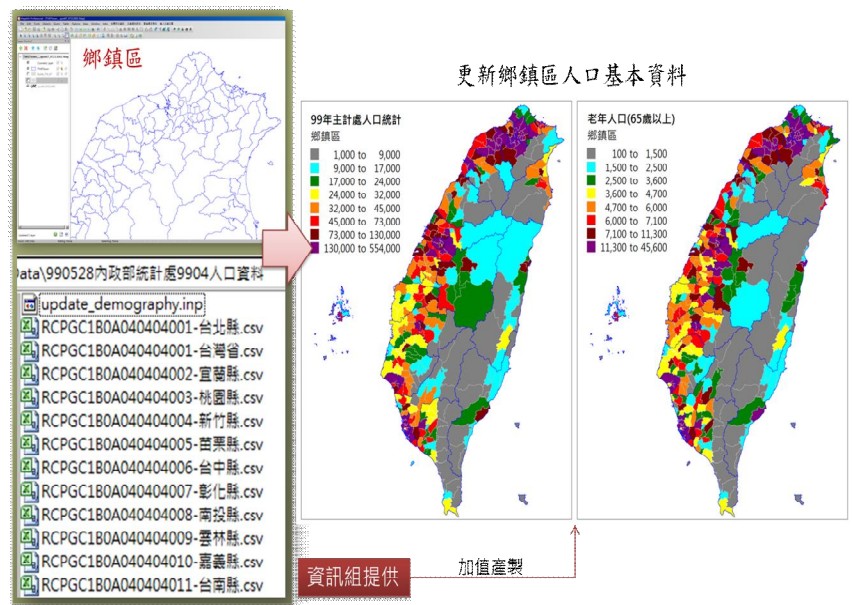 鄉鎮區
更新鄉鎮區人口基本資料
99年主計處人口統計
鄉鎮區
1,000 to 9,000
9,000 to 17,000
17,000 to 24,000
24,000 to 32,000
32,000 to 45,000
45,000 to 73,000
73,000 to 130,000
130,000 to 554,000
老年人口(65歲以上)
鄉鎮區
100 to 1,500
1,500 to 2,500
2,500 to 3,600
3,600 to 4,700
4,700 to 6,000
6,000 to 7,100
7,100 to 11,300
11,300 to 45,600
Data\990528內政部統計處9904人口資料
update_demography.inp
RCPGC1B0A040404001-台北縣.csv
RCPGC1B0A040404001-台灣省.csv
RCPGC1B0A040404002-宜蘭縣.csv
RCPGC1B0A040404003-桃園縣.csv
RCPGC1B0A040404004-新竹縣.csv
RCPGC1B0A040404005-苗栗縣.csv
RCPGC1B0A040404006-台中縣.csv
RCPGC1B0A040404007-彰化縣.csv
RCPGC1B0A040404008-南投縣.csv
RCPGC1B0A040404009-雲林縣.csv
RCPGC1B0A040404010-嘉義縣.csv
RCPGC1B0A040404011-台南縣.csv
資訊組提供
加值產製